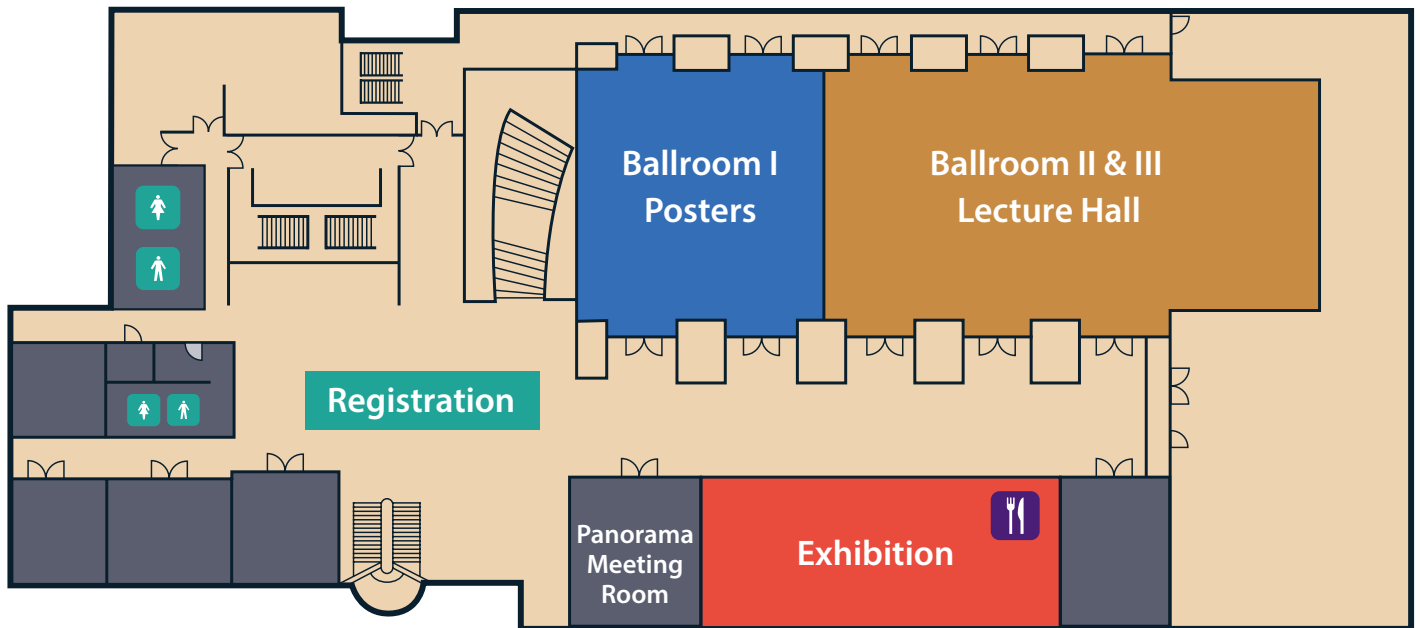 Ballroom I
Posters
Ballroom II & III
Lecture Hall
Registration
Panorama
Meeting
Room
Exhibition